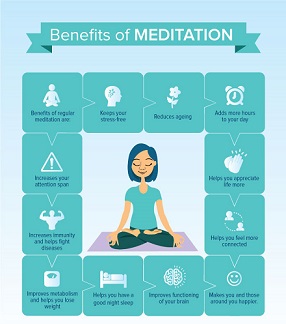 Benefits of MEDITATION
Benefits of regular
meditation are
Keeps your
stress-free
Reduces ageing
Adds more hours
to your day
Increases your
attention span
Helps you appreciate
life more
Increases immunity
and helps fight
diseases
Helps you feel more
connected
Improves metabolism
and helps you lose
weight
Helps you have a
good night sleep
Improves functioning
of your brain
Makes you and those
around you happier